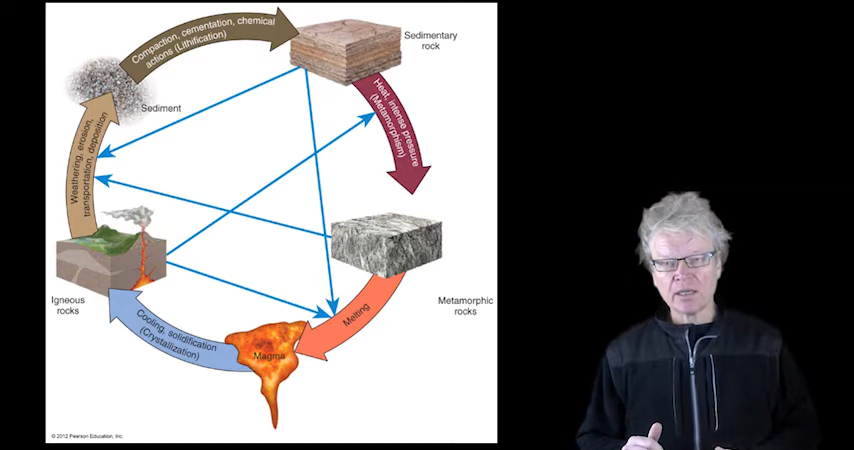 Compaction, cementation, chemical
actions (Lithification)
Sedimentary
rock
Heat, intense pressure
(Metamorphism)
Sediment
Weathering, erosion,
transportation, deposition
Igneous
rocks
Metamorphic
rocks
Melting
Cooling, solidification
(Crystallization)
Magma
© 2012 Pearson Education, Inc.